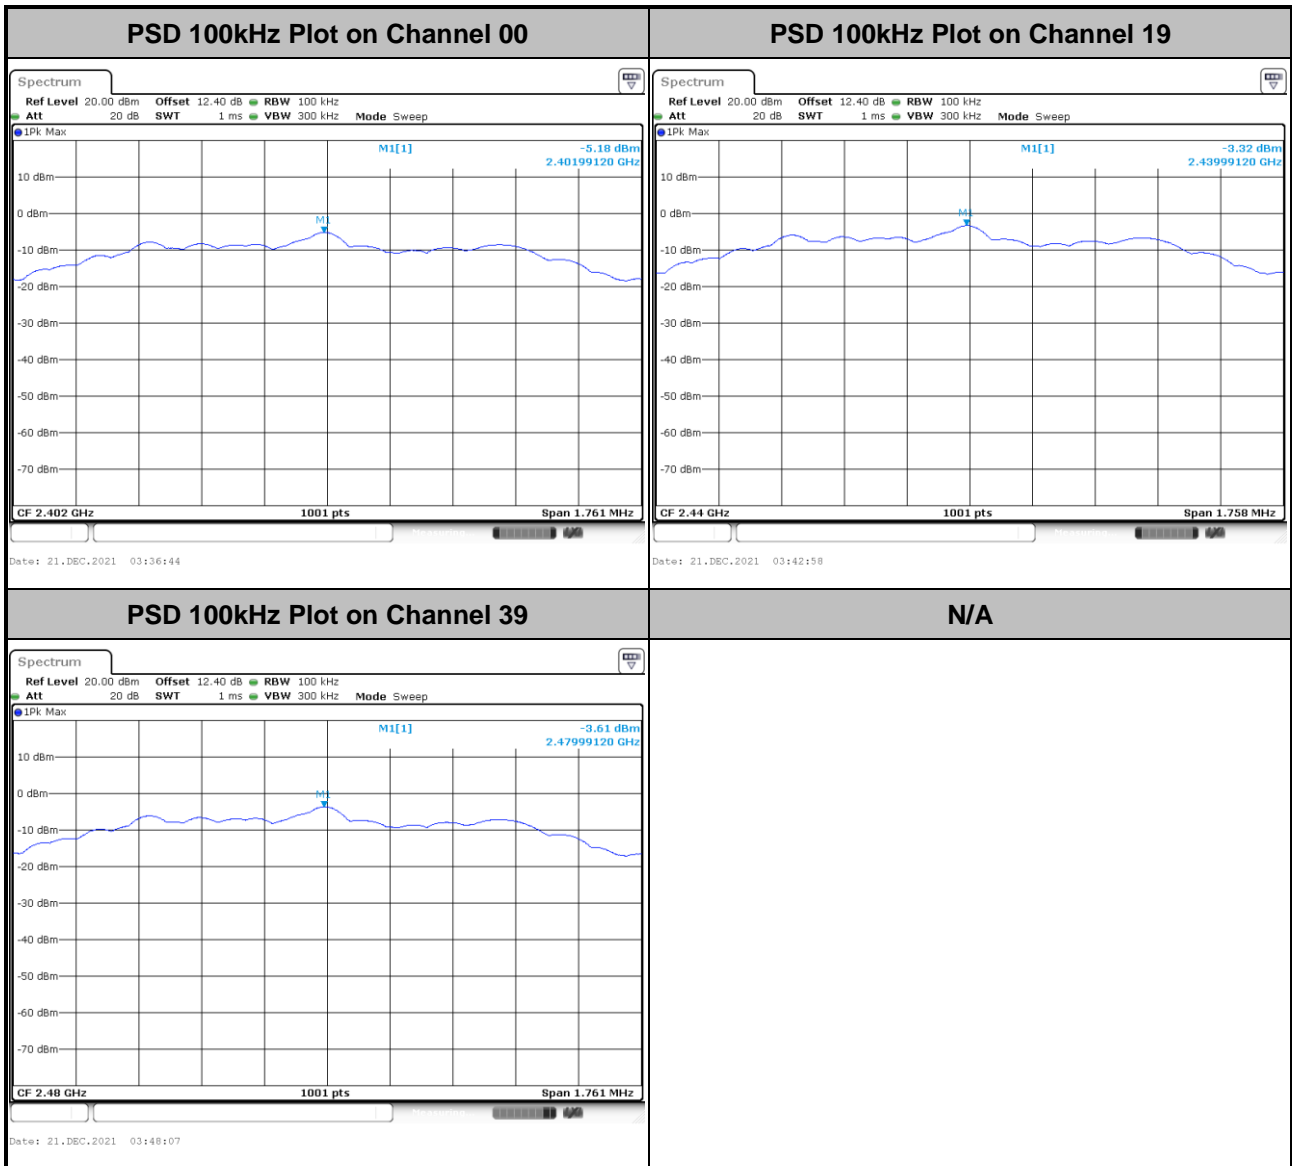 PSD 100kHz Plot on Channel 00
PSD 100kHz Plot on Channel 19
Spectrum
Ref Level 20.00 dBm Offset 12.40 dB RBW 100 kHz
Att 20 dB SWT 1 ms VBW 300 kHz Mode Sweep
1Pk Max
M1[1] -5.18 dBm
2.40199120 GHz
10 dBm
0 dBm
M1
-10 dBm
-20 dBm
-30 dBm
-40 dBm
-50 dBm
-60 dBm
-70 dBm
CF 2.402 GHz 1001 pts Span 1.761 MHz
Measuring
Date: 21.DEC.2021 03:36:44
Spectrum
Ref Level 20.00 dBm Offset 12.40 dB RBW 100 kHz
Att 20 dB SWT 1 ms VBW 300 kHz Mode Sweep
1Pk Max
M1[1] -3.32 dBm
2.43999120 GHz
10 dBm
0 dBm
M1
-10 dBm
-20 dBm
-30 dBm
-40 dBm
-50 dBm
-60 dBm
-70 dBm
CF 2.44 GHz 1001 pts Span 1.758 MHz
Measuring
Date: 21.DEC.2021 03:42:58
PSD 100kHz Plot on Channel 39
N/A
Spectrum
Ref Level 20.00 dBm Offset 12.40 dB RBW 100 kHz
Att 20 dB SWT 1 ms VBW 300 kHz Mode Sweep
1Pk Max
M1[1] -3.61 dBm
2.47999120 GHz
10 dBm
0 dBm
M1
-10 dBm
-20 dBm
-30 dBm
-40 dBm
-50 dBm
-60 dBm
-70 dBm
CF 2.48 GHz 1001 pts Span 1.761 MHz
Measuring
Date: 21.DEC.2021 03:48:07